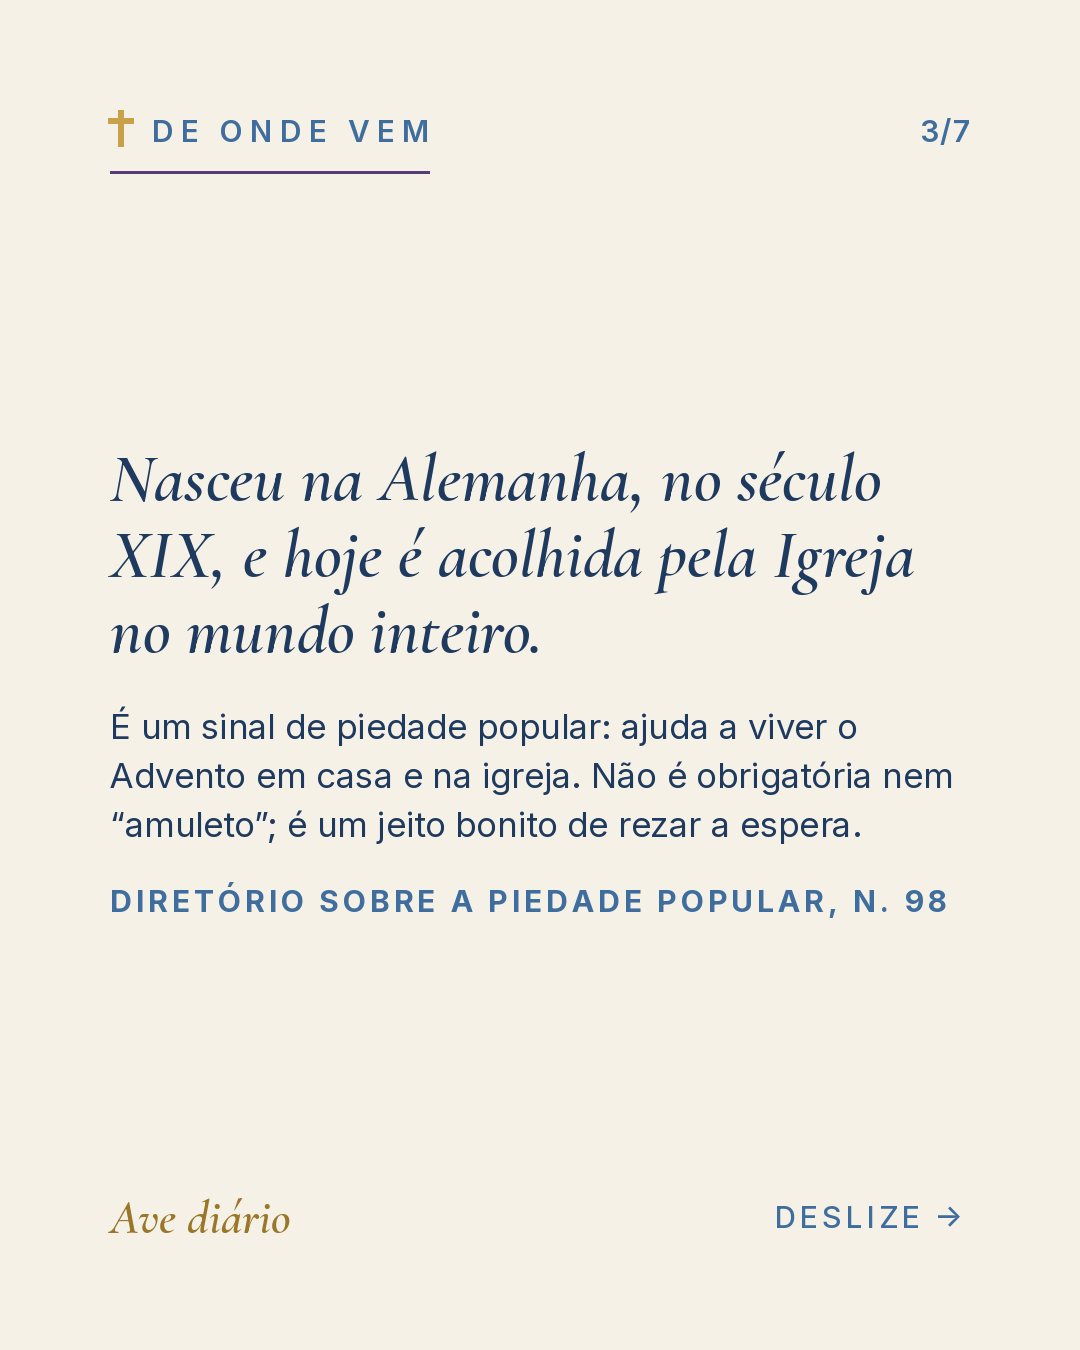 DE ONDE VEM
3/7
Nasceu na Alemanha, no século
XIX, e hoje é acolhida pela Igreja
no mundo inteiro.
É um sinal de piedade popular: ajuda a viver o
Advento em casa e na igreja. Não é obrigatória nem
“amuleto”; é um jeito bonito de rezar a espera.
DIRETÓRIO SOBRE A PIEDADE POPULAR, N. 98
Ave diário
DESLIZE →